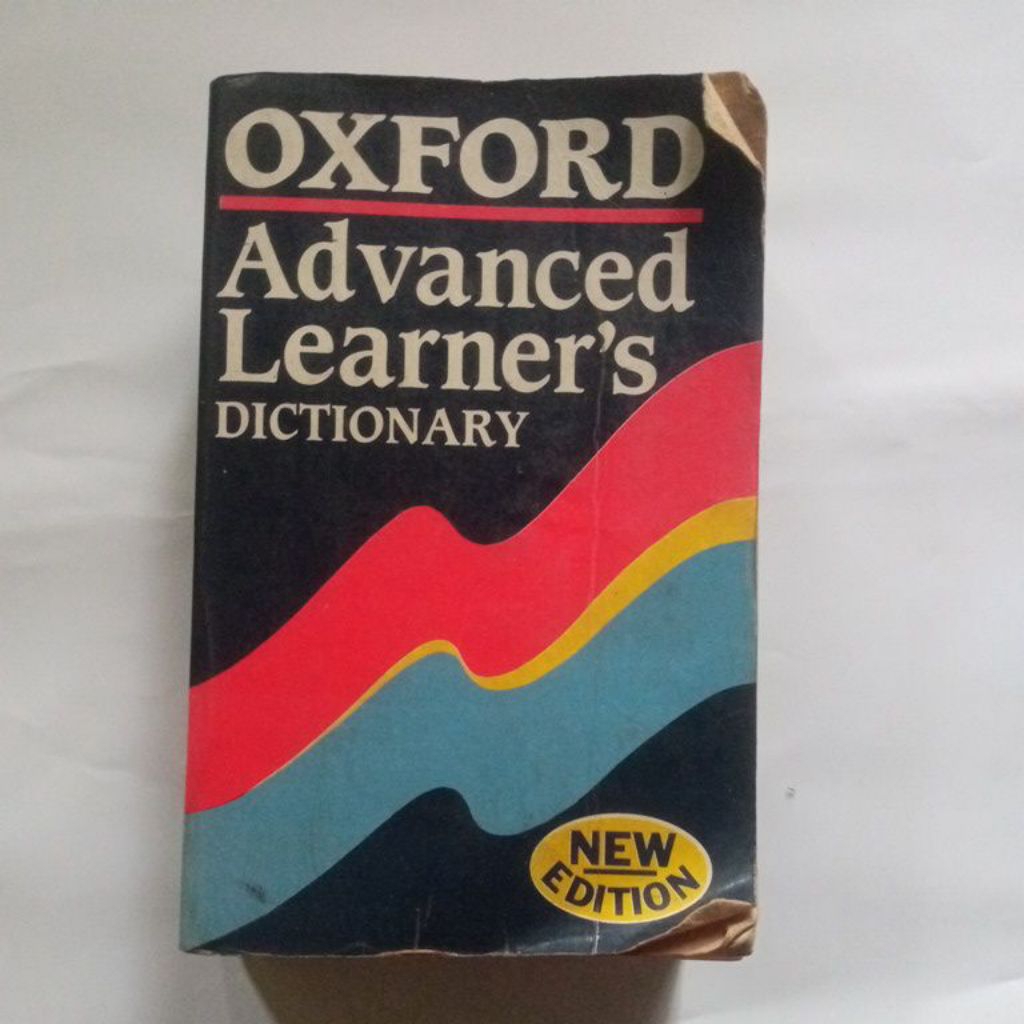 OXFORD
Advanced
Learner's
DICTIONARY
NEW
EDITION